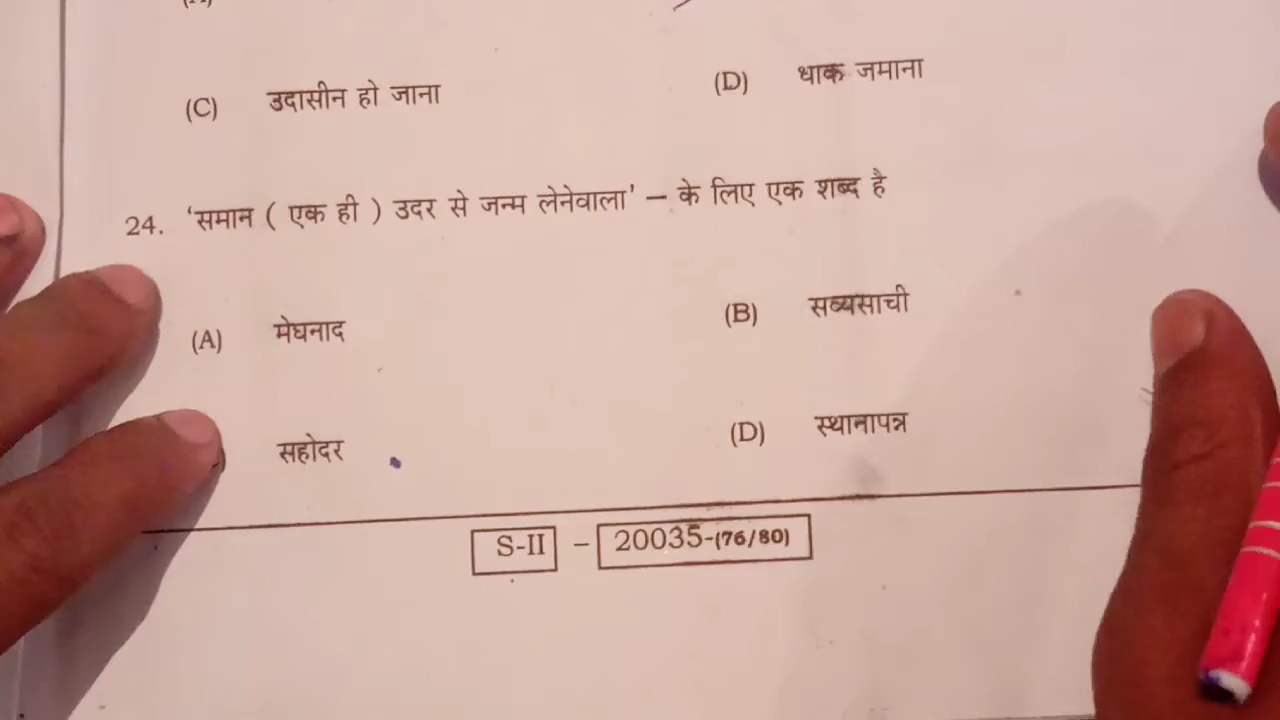 (C) उदासीन हो जाना (D) धाक जमाना
24. 'समान ( एक ही ) उदर से जन्म लेनेवाला' – के लिए एक शब्द है
(A) मेघनाद (B) सव्यसाची
सहोदर (D) स्थानापन्न
S-II – 20035-(76/80)